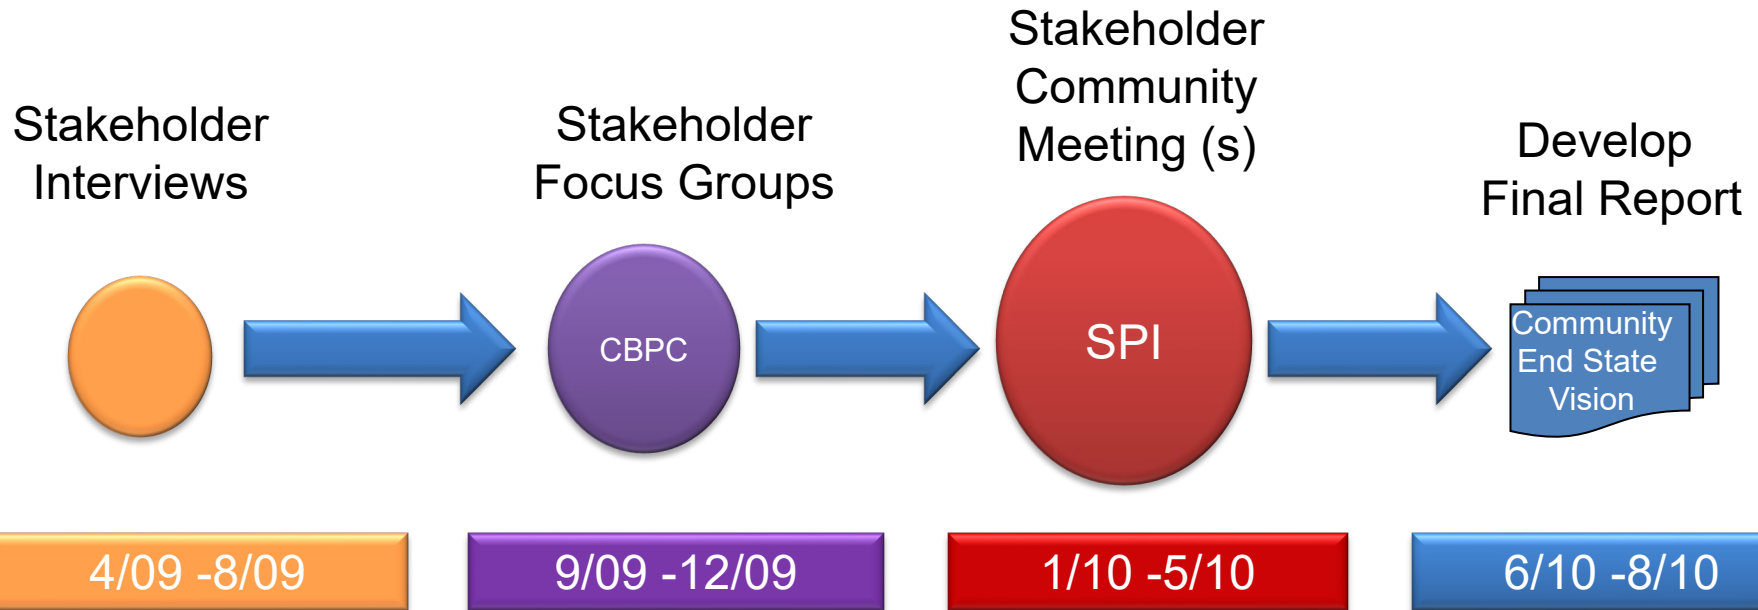 Stakeholder
Interviews
Stakeholder
Focus Groups
Stakeholder
Community
Meeting (s)
Develop
Final Report
CBPC
SPI
Community
End State
Vision
4/09 -8/09
9/09 -12/09
1/10 -5/10
6/10 -8/10